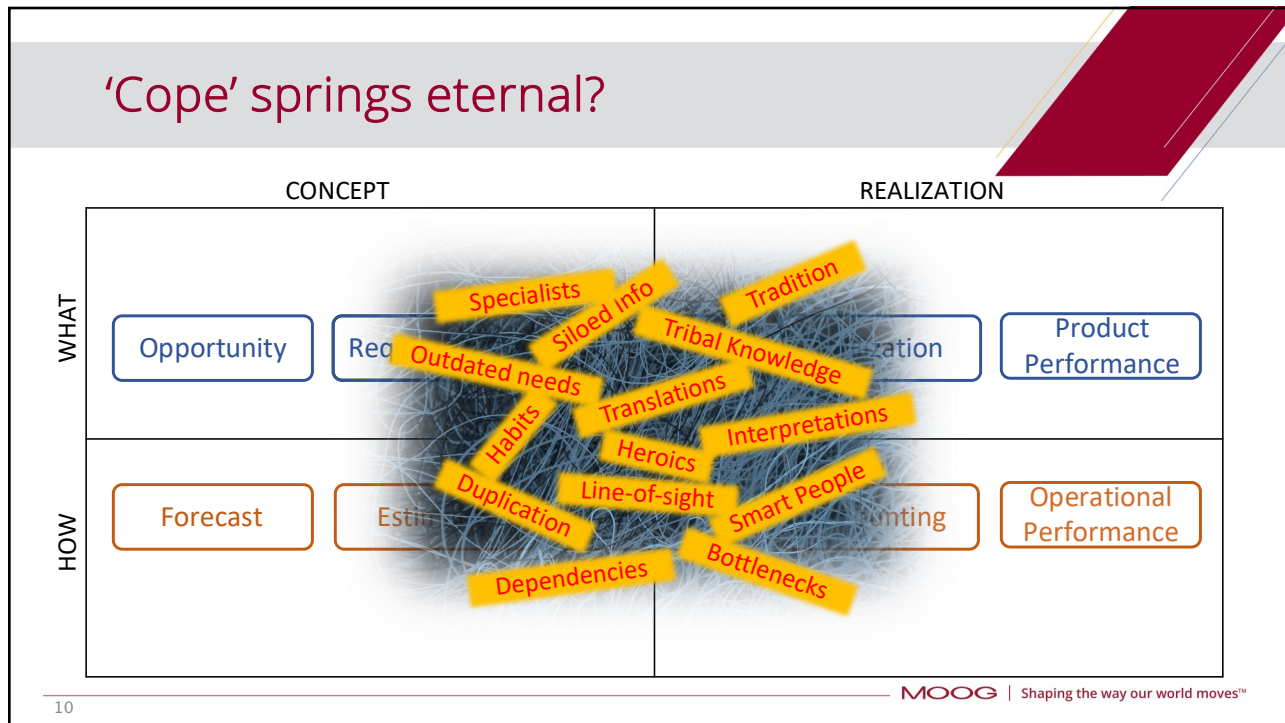 ‘Cope’ springs eternal?
CONCEPT
REALIZATION
WHAT
Specialists
Siloed info
Tradition
Opportunity
Outdated needs
Translations
Tribal Knowledge
Product
Performance
Habits
Heroics
Interpretations
HOW
Forecast
Duplication
Line-of-sight
Smart People
Operational
Performance
Dependencies
Bottlenecks
10
MOOG | Shaping the way our world moves™